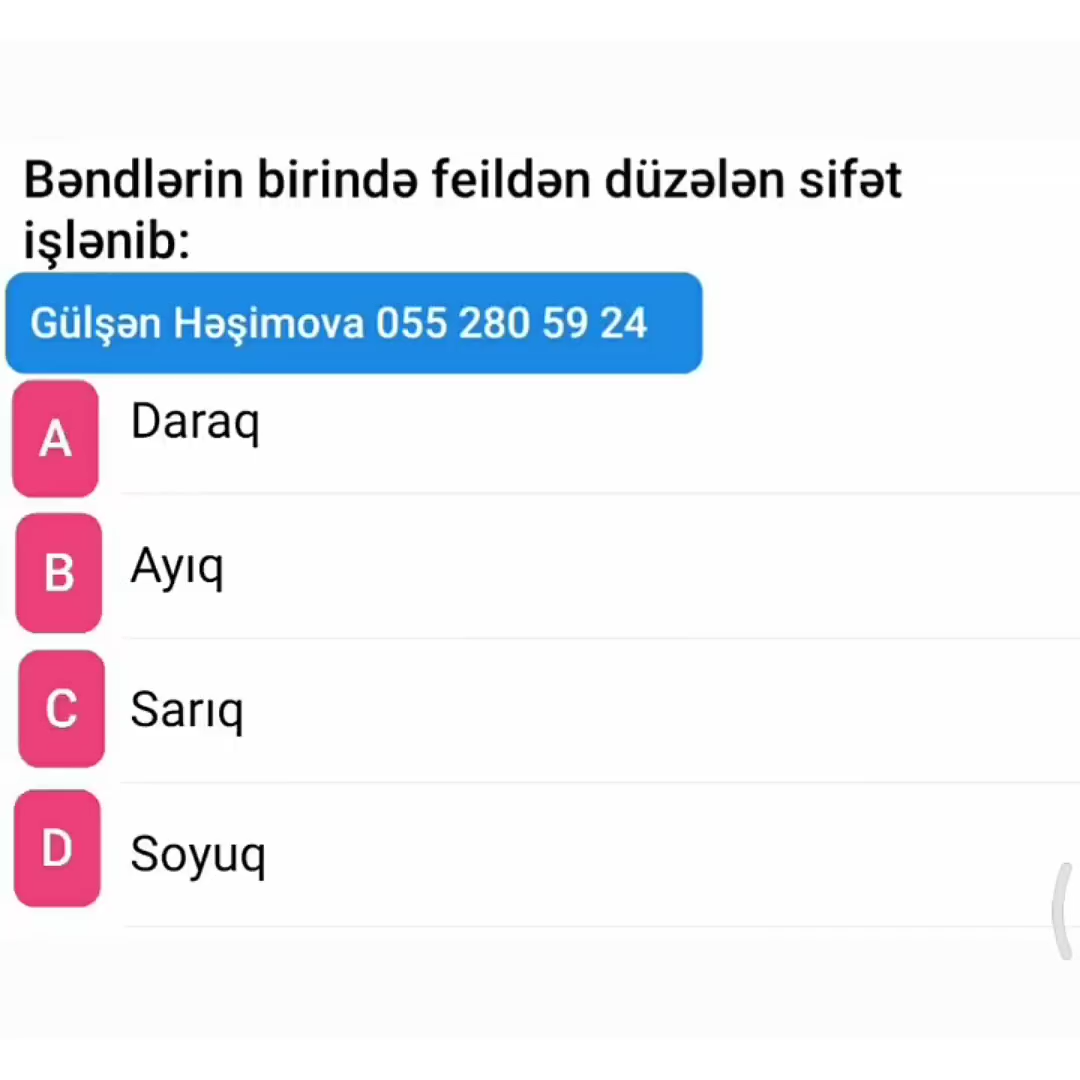 Bəndlərin birində feildən düzələn sifət
işlənib:
Gülşən Həşimova 055 280 59 24
A Daraq
B Ayıq
C Sarıq
D Soyuq